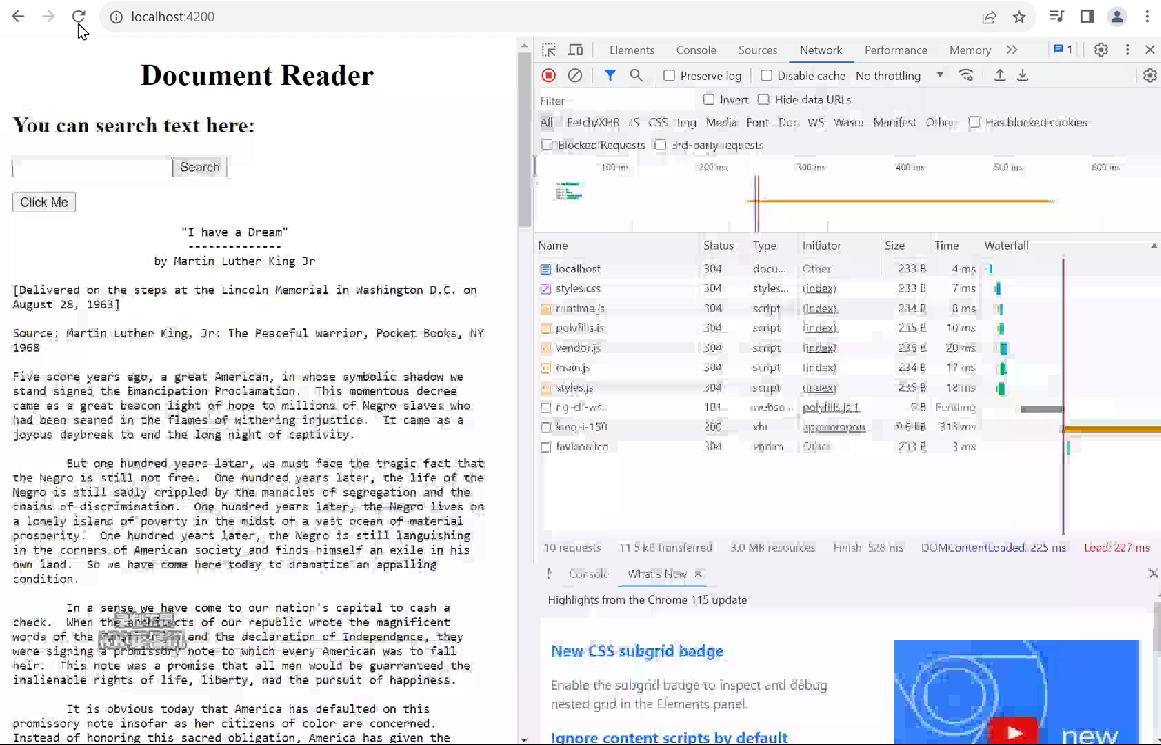 localhost:4200
Document Reader
You can search text here:
Search
Click Me
"I have a Dream"
--------------
by Martin Luther King Jr
[Delivered on the steps at the Lincoln Memorial in Washington D.C. on
August 28, 1963]
Source: Martin Luther King, Jr: The Peaceful Warrior, Pocket Books, NY
1968
Five score years ago, a great American, in whose symbolic shadow we
stand signed the Emancipation Proclamation. This momentous decree
came as a great beacon light of hope to millions of Negro slaves who
had been seared in the flames of withering injustice. It came as a
joyous daybreak to end the long night of captivity.
But one hundred years later, we must face the tragic fact that
the Negro is still not free. One hundred years later, the life of the
Negro is still sadly crippled by the manacles of segregation and the
chains of discrimination. One hundred years later, the Negro lives on
a lonely island of poverty in the midst of a vast ocean of material
prosperity. One hundred years later, the Negro is still languishing
in the corners of American society and finds himself an exile in his
own land. So we have come here today to dramatize an appalling
condition.
In a sense we have come to our nation's capital to cash a
check. When the architects of our republic wrote the magnificent
words of the and the declaration of Independence, they
were signing a promissory note to which every American was to fall
heir. This note was a promise that all men would be guarranteed the
inalienable rights of life, liberty, and the pursuit of happiness.
It is obvious today that America has defaulted on this
promissory note insofar as her citizens of color are concerned.
Instead of honoring this sacred obligation, America has given the
Elements Console Sources Network Performance Memory 1
Preserve log Disable cache No throttling
Filter Invert Hide data URLs
All Fetch/XHR JS CSS Img Media Font Doc WS Wasm Manifest Other Has blocked cookies
Blocked Requests 3rd-party requests
100 ms 200 ms 300 ms 400 ms 500 ms 600 ms
Name Status Type Initiator Size Time Waterfall
localhost 304 docu... Other 233 B 4 ms
styles.css 304 styles... (index) 233 B 7 ms
runtime.js 304 script (index) 234 B 8 ms
polyfills.js 304 script (index) 235 B 10 ms
vendor.js 304 script (index) 235 B 20 ms
main.js 304 script (index) 234 B 17 ms
styles.js 304 script (index) 235 B 18 ms
ng-cli-ws 101 webso... polyfills.js:1 0 B Pending
200 xhr
favicon.ico 304 Other 233 B 3 ms
10 requests 11.5 kB transferred 3.0 MB resources Finish: 528 ms DOMContentLoaded: 225 ms Load: 227 ms
Console What's New
Highlights from the Chrome 115 update
New CSS subgrid badge
Enable the subgrid badge to inspect and debug
nested grid in the Elements panel.
Ignore content scripts by default
new